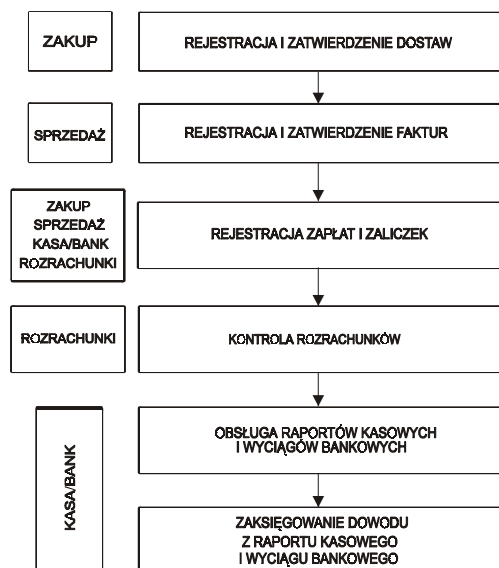 ZAKUP
REJESTRACJA I ZATWIERDZENIE DOSTAW
SPRZEDAŻ
REJESTRACJA I ZATWIERDZENIE FAKTUR
ZAKUP
SPRZEDAŻ
KASA/BANK
ROZRACHUNKI
REJESTRACJA ZAPŁAT I ZALICZEK
ROZRACHUNKI
KONTROLA ROZRACHUNKÓW
KASA/BANK
OBSŁUGA RAPORTÓW KASOWYCH
I WYCIĄGÓW BANKOWYCH
ZAKSIĘGOWANIE DOWODU
Z RAPORTU KASOWEGO
I WYCIĄGU BANKOWEGO